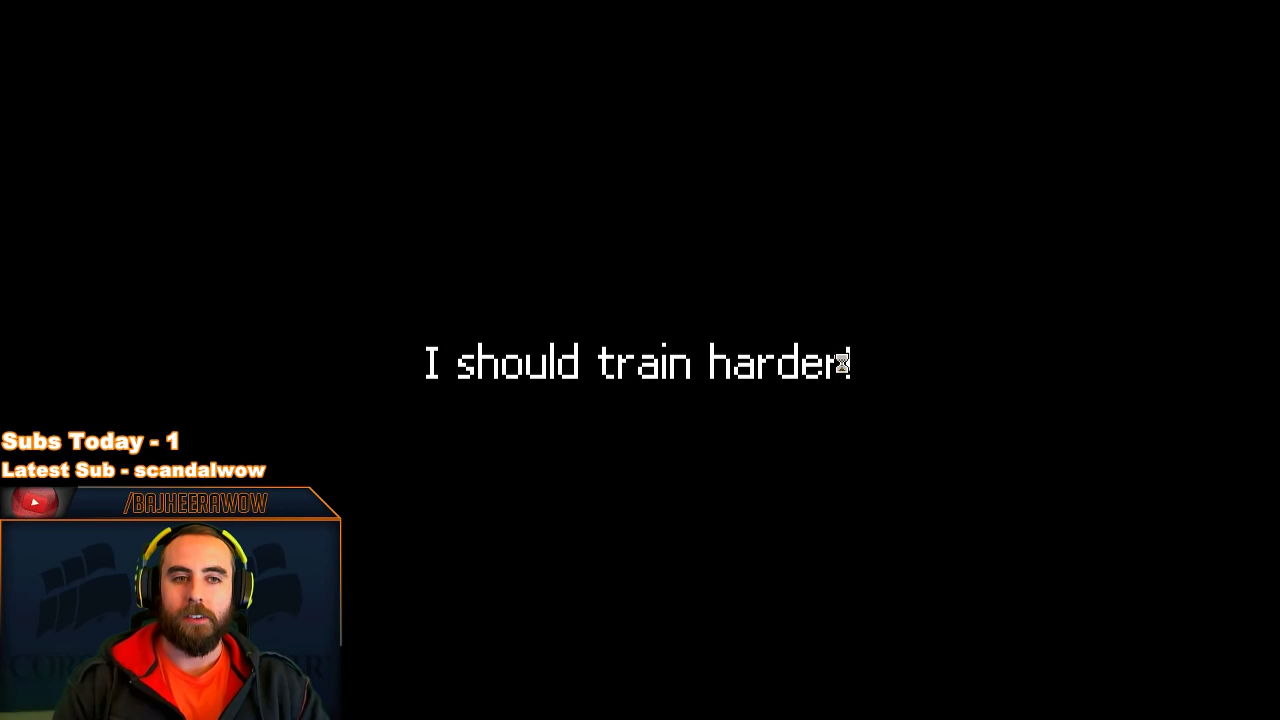 I should train harder!
Subs Today - 1
Latest Sub - scandalwow
/BAJHEERAWOW